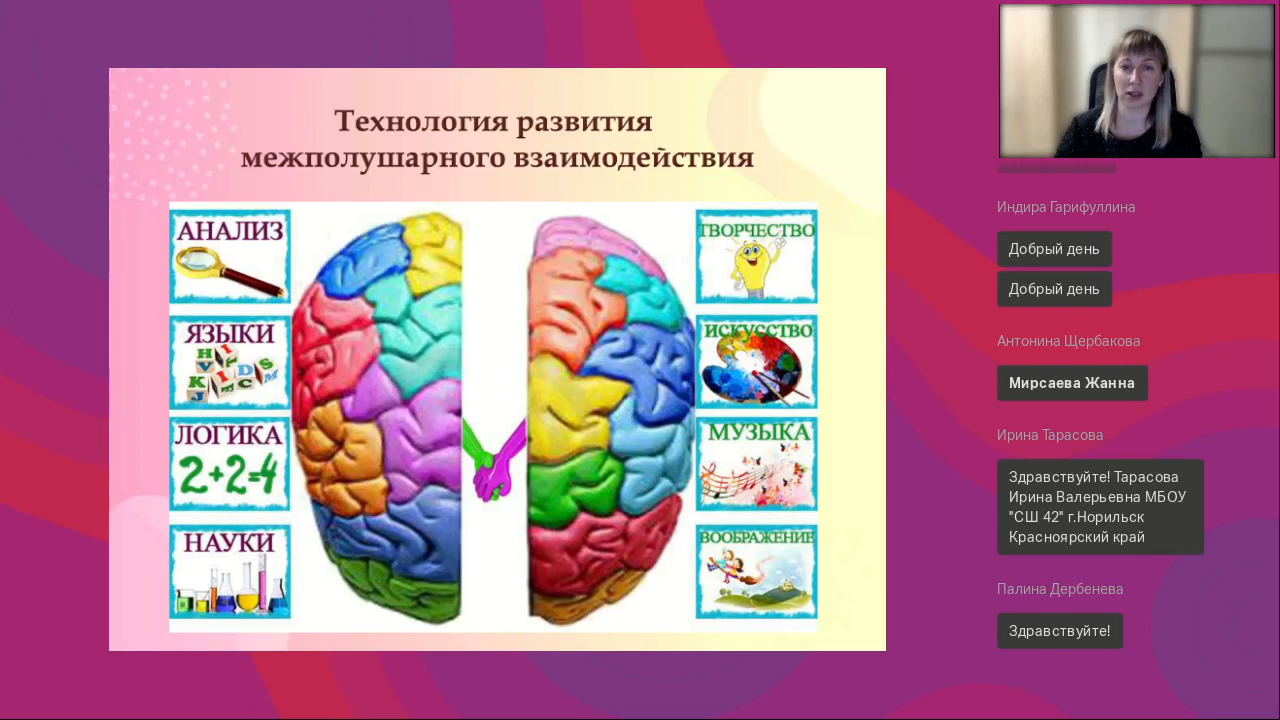 Технология развития
межполушарного взаимодействия
АНАЛИЗ
ЯЗЫКИ
ЛОГИКА
2+2=4
НАУКИ
ТВОРЧЕСТВО
ИСКУССТВО
МУЗЫКА
ВООБРАЖЕНИЕ
Индира Гарифуллина
Добрый день
Добрый день
Антонина Щербакова
Мирсаева Жанна
Ирина Тарасова
Здравствуйте! Тарасова
Ирина Валерьевна МБОУ
"СШ 42" г.Норильск
Красноярский край
Палина Дербенева
Здравствуйте!